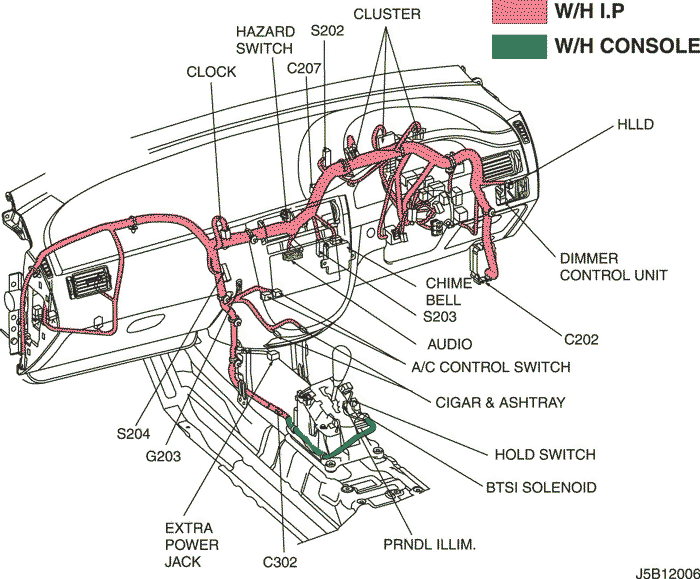 W/H I.P
W/H CONSOLE
CLUSTER
S202
HAZARD
SWITCH
C207
CLOCK
HLLD
DIMMER
CONTROL UNIT
CHIME
BELL
S203
C202
AUDIO
A/C CONTROL SWITCH
CIGAR & ASHTRAY
S204
G203
HOLD SWITCH
BTSI SOLENOID
EXTRA
POWER
JACK
C302
PRNDL ILLIM.
J5B12006